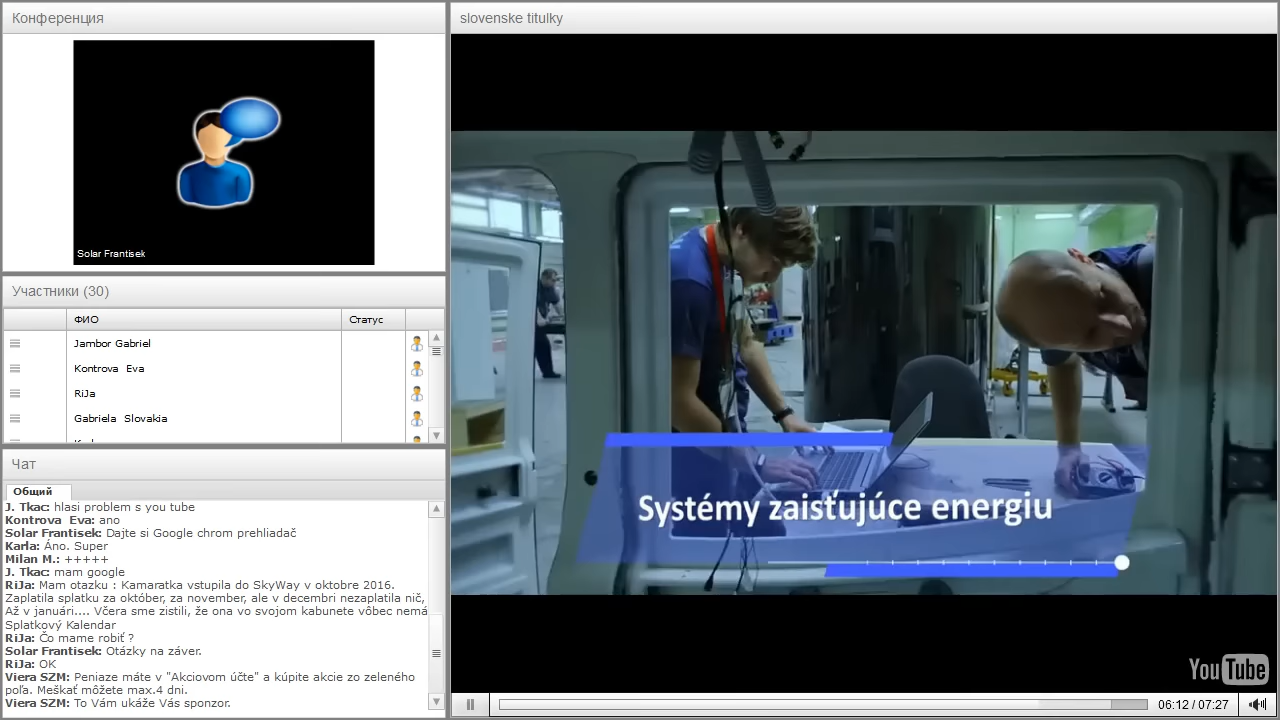 Конференция
Solar Frantisek
Участники (30)
ФИО
Статус
Jambor Gabriel
Kontrova Eva
RiJa
Gabriela Slovakia
Чат
Общий
J. Tkac: hlasi problem s you tube
Kontrova Eva: ano
Solar Frantisek: Dajte si Google chrom prehliadač
Karla: Áno. Super
Milan M.: +++++
J. Tkac: mam google
RiJa: Mam otazku : Kamaratka vstupila do SkyWay v oktobre 2016.
Zaplatila splatku za október, za november, ale v decembri nezaplatila nič,
Až v januári.... Včera sme zistili, že ona vo svojom kabunete vôbec nemá
Splatkový Kalendar
RiJa: Čo mame robiť ?
Solar Frantisek: Otázky na záver.
RiJa: OK
Viera SZM: Peniaze máte v "Akciovom účte" a kúpite akcie zo zeleného
poľa. Meškať môžete max.4 dni.
Viera SZM: To Vám ukáže Váš sponzor.
slovenske titulky
Systémy zaisťujúce energiu
YouTube
06:12 / 07:27